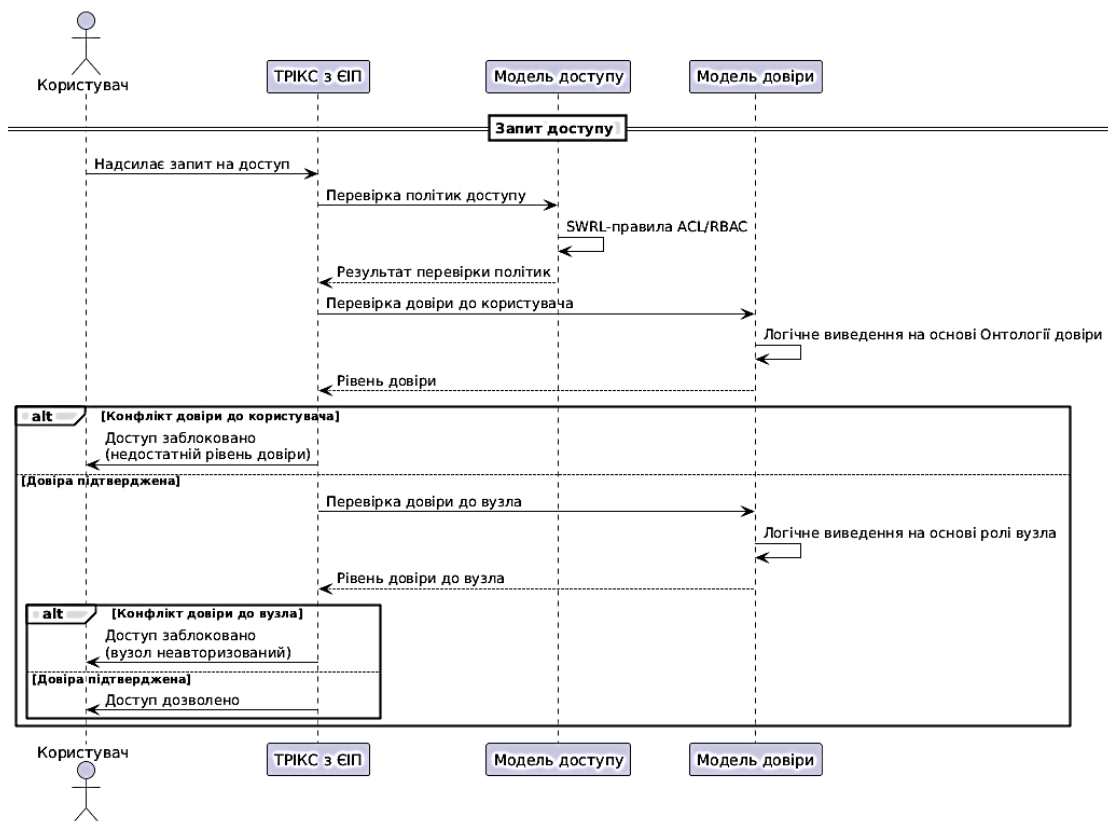 Користувач
ТРІКС з ЄІП
Модель доступу
Модель довіри
Запит доступу
Надсилає запит на доступ
Перевірка політик доступу
SWRL-правила ACL/RBAC
Результат перевірки політик
Перевірка довіри до користувача
Логічне виведення на основі Онтології довіри
Рівень довіри
alt [Конфлікт довіри до користувача]
Доступ заблоковано
(недостатній рівень довіри)
[Довіра підтверджена]
Перевірка довіри до вузла
Логічне виведення на основі ролі вузла
Рівень довіри до вузла
alt [Конфлікт довіри до вузла]
Доступ заблоковано
(вузол неавторизований)
[Довіра підтверджена]
Доступ дозволено
Користувач
ТРІКС з ЄІП
Модель доступу
Модель довіри